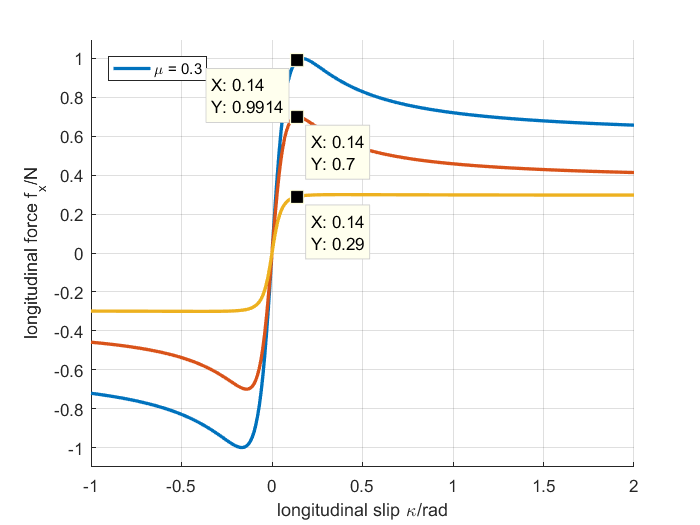 μ = 0.3
X: 0.14
Y: 0.9914
X: 0.14
Y: 0.7
X: 0.14
Y: 0.29
1
0.8
0.6
0.4
0.2
0
-0.2
-0.4
-0.6
-0.8
-1
longitudinal force f_x/N
-1 -0.5 0 0.5 1 1.5 2
longitudinal slip κ/rad